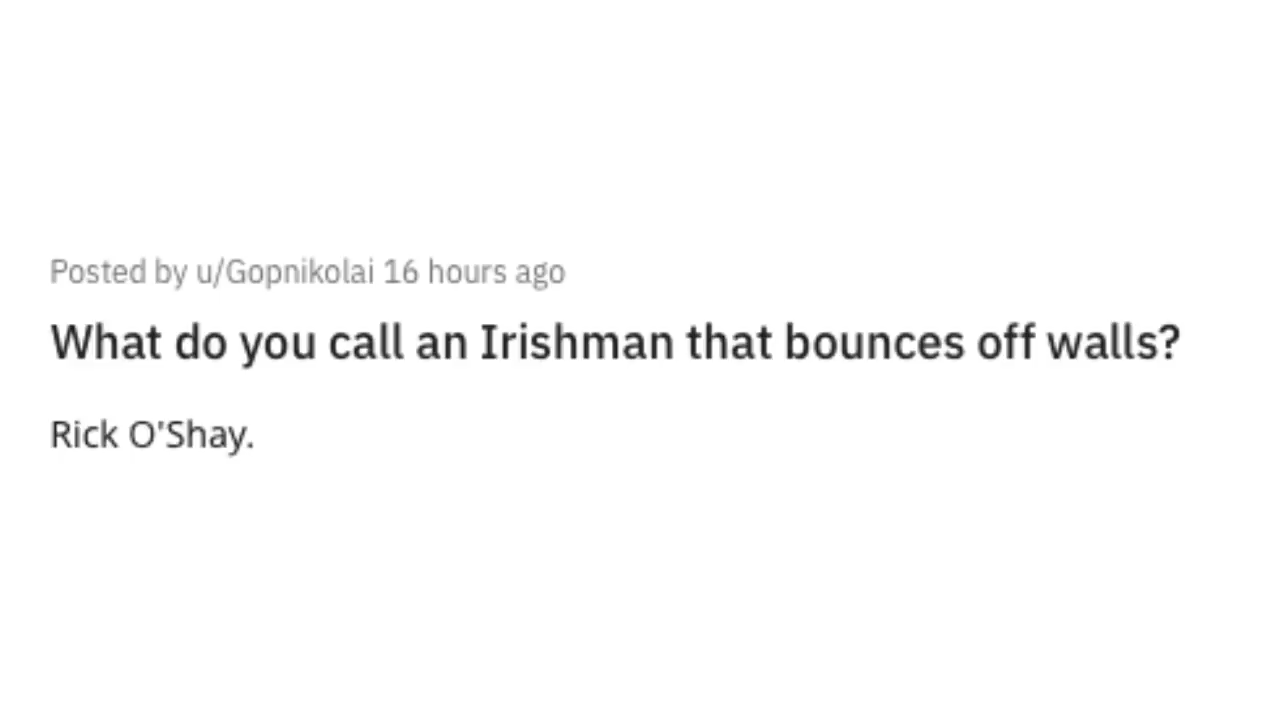 Posted by u/Gopnikolai 16 hours ago
What do you call an Irishman that bounces off walls?
Rick O'Shay.